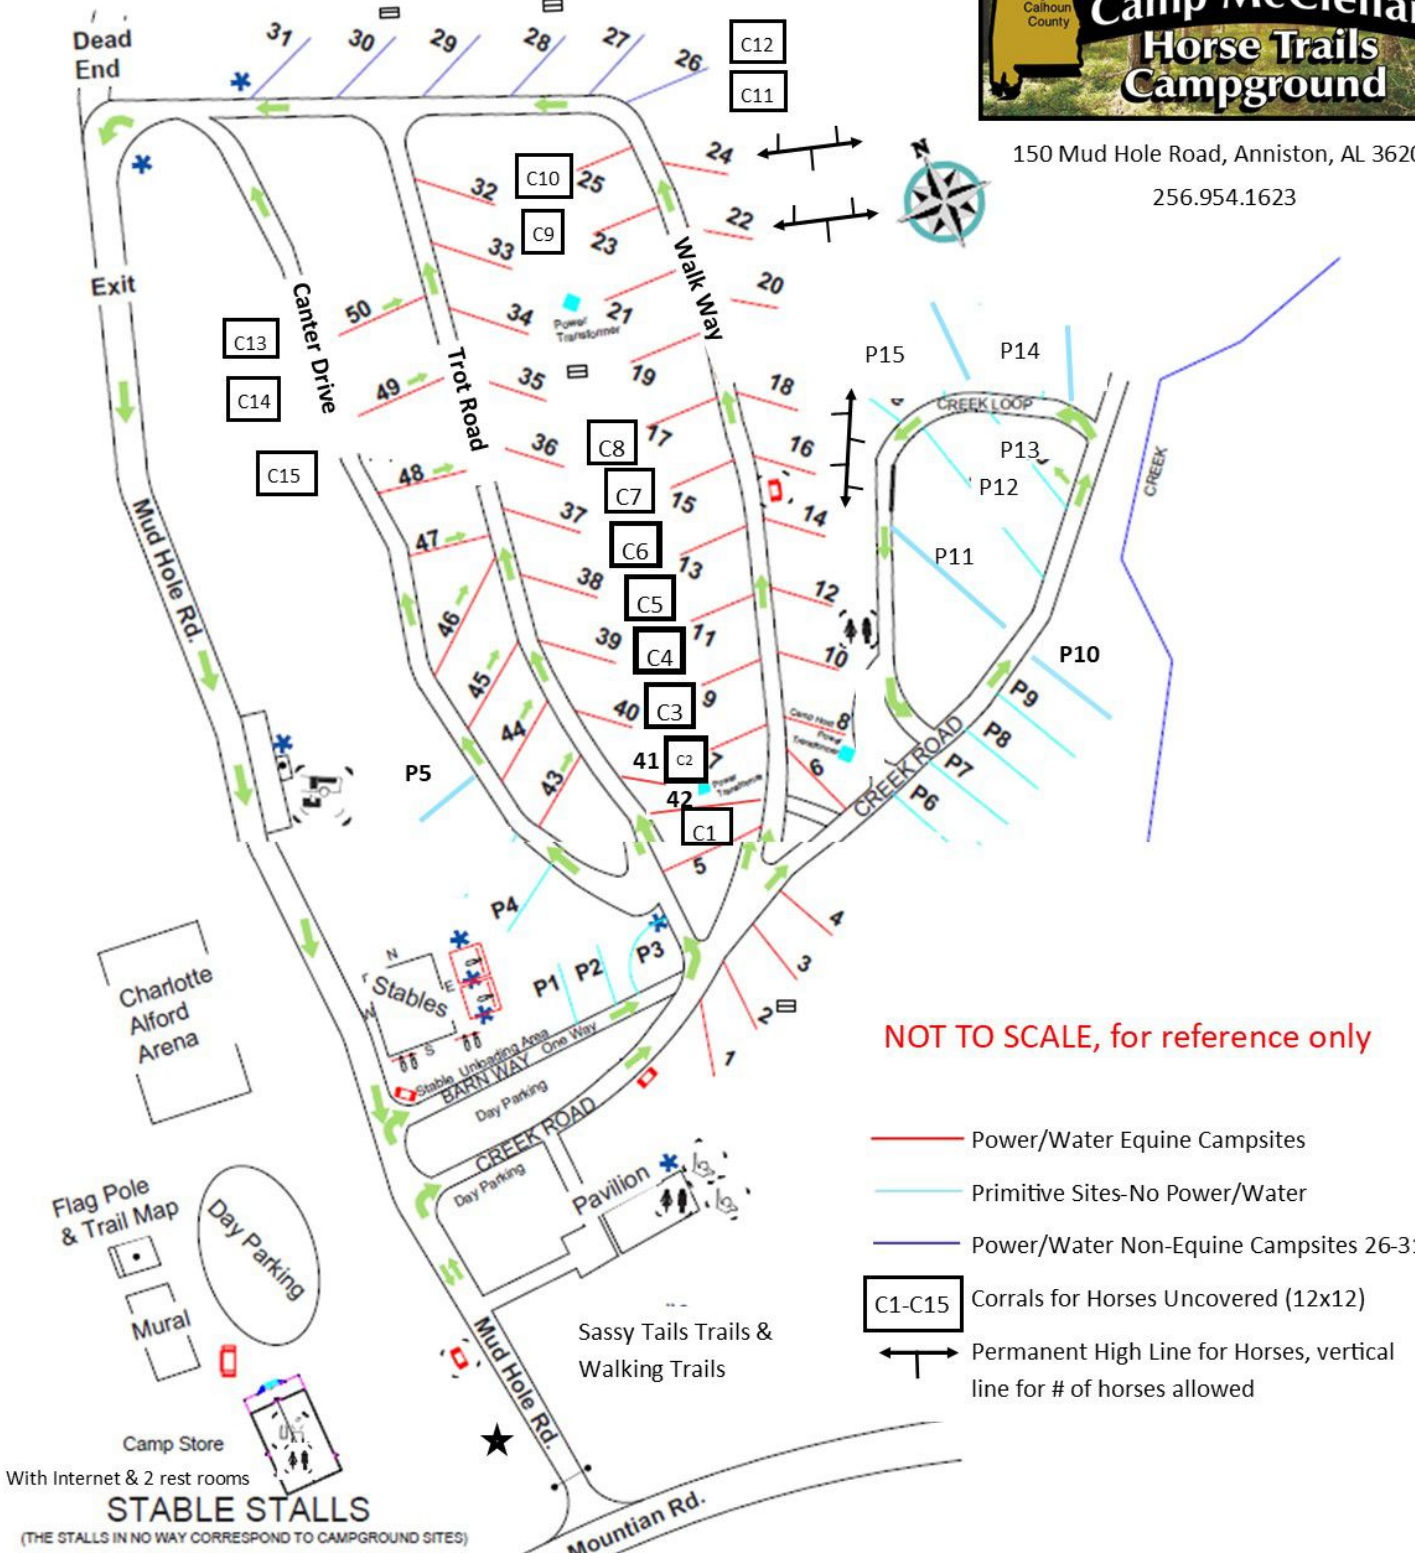 Calhoun
County
Horse Trails
Campground
150 Mud Hole Road, Anniston, AL
256.954.1623
N
Dead
End
31
30
29
28
27
26
C12
C11
24
22
20
18
16
14
12
10
8
6
C10
25
C9
23
21
19
C8
17
C7
15
C6
13
C5
11
C4
9
C3
C2
7
C1
5
32
33
34
35
36
37
38
39
40
41
42
Power
Transformer
Walk Way
Exit
Canter Drive
Trot Road
50
49
48
47
46
45
44
43
C13
C14
C15
Mud Hole Rd.
P15
P14
CREEK LOOP
P13
P12
P11
CREEK
P10
P9
P8
P7
P6
CREEK ROAD
Camp Host
Power
Transformer
Power
Transformer
P5
P4
P3
P2
P1
4
3
2
1
Charlotte
Alford
Arena
N
E
S
W
Stables
Stable Unloading Area
BARN WAY One Way
Day Parking
CREEK ROAD
Day Parking
Pavilion
Flag Pole
& Trail Map
Day Parking
Mural
Camp Store
With Internet & 2 rest rooms
STABLE STALLS
(THE STALLS IN NO WAY CORRESPOND TO CAMPGROUND SITES)
Mud Hole Rd.
Sassy Tails Trails &
Walking Trails
Mountian Rd.
NOT TO SCALE, for reference only
Power/Water Equine Campsites
Primitive Sites-No Power/Water
Power/Water Non-Equine Campsites
C1-C15 Corrals for Horses Uncovered (12x12)
Permanent High Line for Horses, vertical
line for # of horses allowed